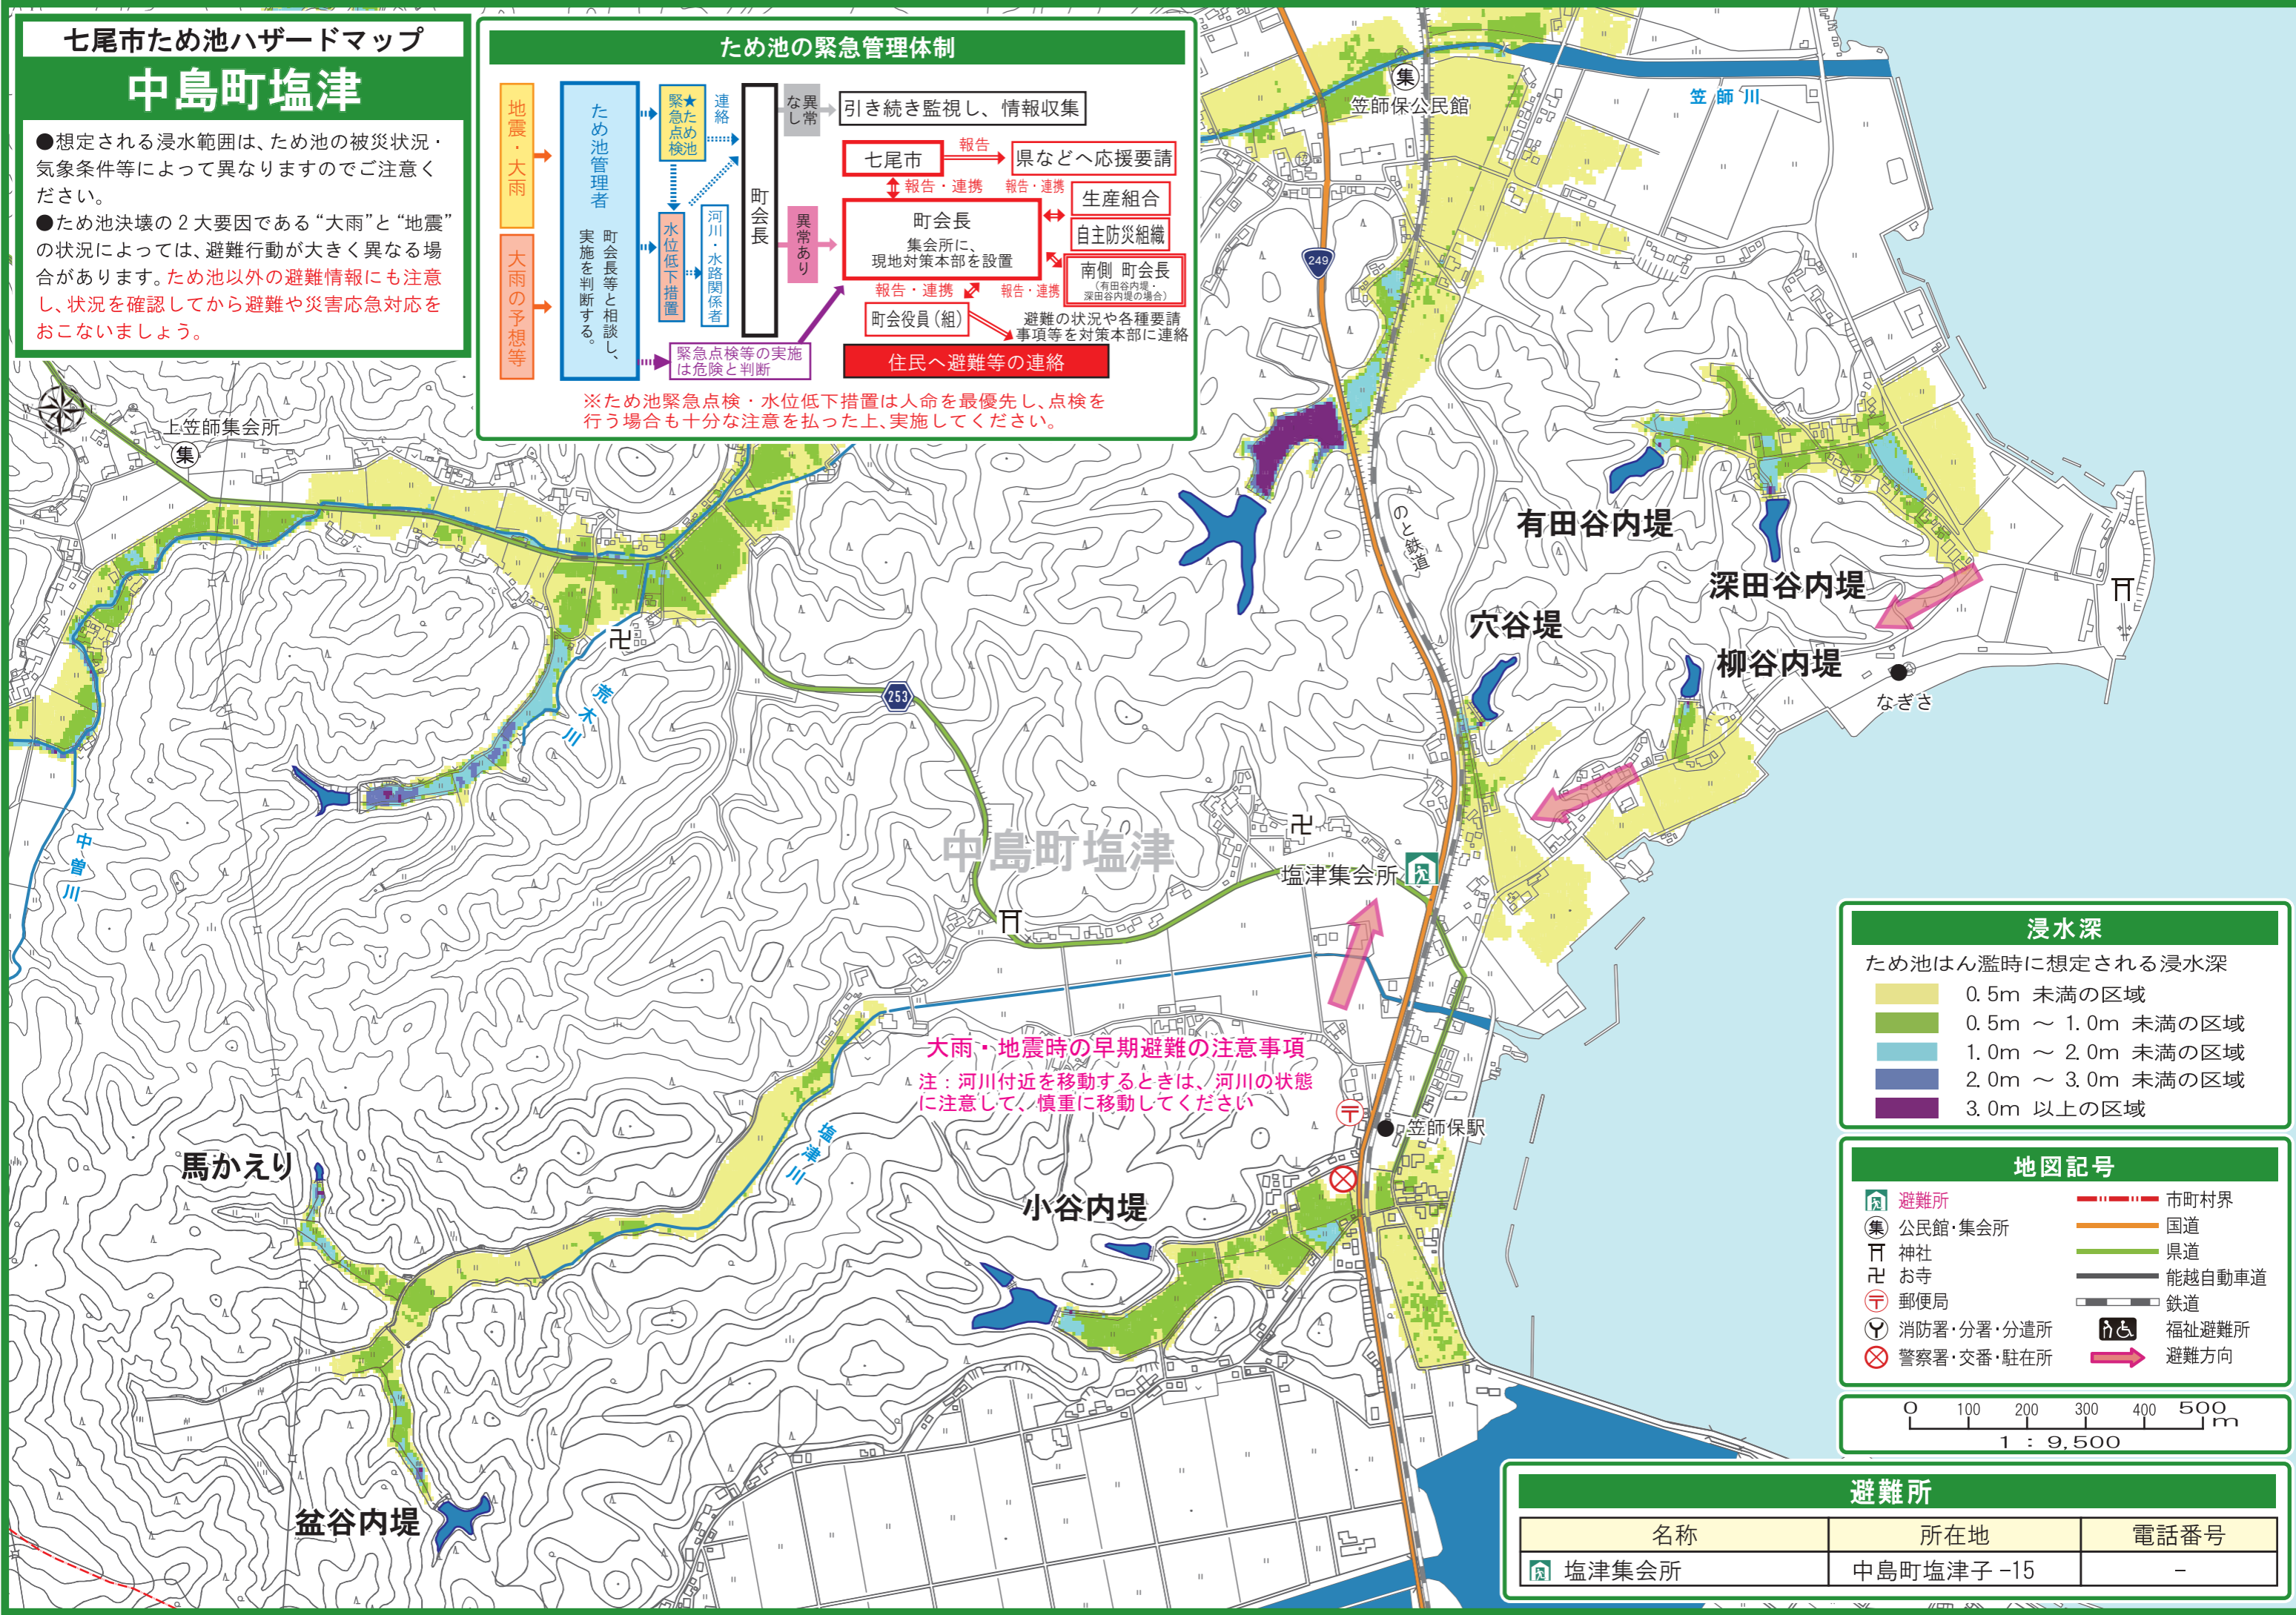 七尾市ため池ハザードマップ
中島町塩津
●想定される浸水範囲は、ため池の被災状況・
気象条件等によって異なりますのでご注意く
ださい。
●ため池決壊の2大要因である“大雨”と“地震”
の状況によっては、避難行動が大きく異なる場
合があります。ため池以外の避難情報にも注意
し、状況を確認してから避難や災害応急対応を
おこないましょう。
ため池の緊急管理体制
地震・大雨
大雨の予想等
ため池管理者
町会長等と相談し、
実施を判断する。
★ため池
緊急点検
連絡
水位低下措置
河川・水路関係者
緊急点検等の実施
は危険と判断
町会長
異常
なし
引き続き監視し、情報収集
異常あり
七尾市
報告
県などへ応援要請
報告・連携
報告・連携
町会長
集会所に、
現地対策本部を設置
生産組合
自主防災組織
南側 町会長
(有田谷内堤・
深田谷内堤の場合)
報告・連携
報告・連携
町会役員(組)
避難の状況や各種要請
事項等を対策本部に連絡
住民へ避難等の連絡
※ため池緊急点検・水位低下措置は人命を最優先し、点検を
行う場合も十分な注意を払った上、実施してください。
集
笠師保公民館
笠師川
249
上笠師集会所
集
のと鉄道
有田谷内堤
深田谷内堤
穴谷堤
柳谷内堤
なぎさ
荒木川
253
中曽川
中島町塩津
塩津集会所
大雨・地震時の早期避難の注意事項
注:河川付近を移動するときは、河川の状態
に注意して、慎重に移動してください
塩津川
笠師保駅
馬かえり
小谷内堤
盆谷内堤
浸水深
ため池はん濫時に想定される浸水深
0.5m 未満の区域
0.5m ～ 1.0m 未満の区域
1.0m ～ 2.0m 未満の区域
2.0m ～ 3.0m 未満の区域
3.0m 以上の区域
地図記号
避難所
集 公民館・集会所
神社
お寺
郵便局
消防署・分署・分遣所
警察署・交番・駐在所
市町村界
国道
県道
能越自動車道
鉄道
福祉避難所
避難方向
0 100 200 300 400 500
m
1 : 9,500
避難所
名称 所在地 電話番号
塩津集会所 中島町塩津子-15 -